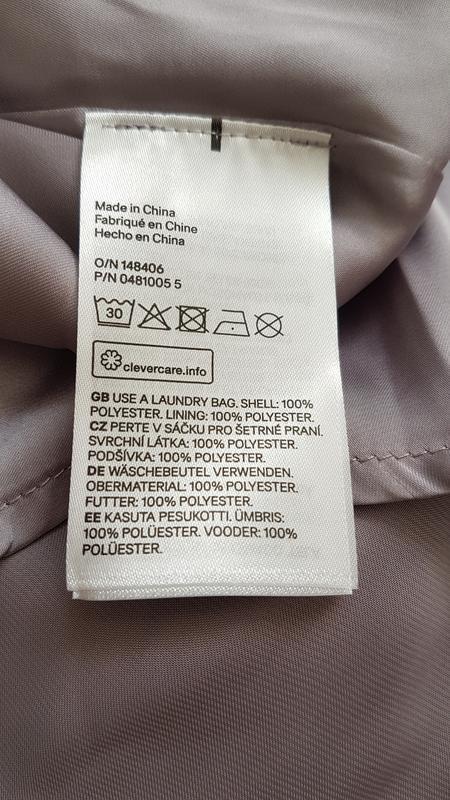 Made in China
Fabriqué en Chine
Hecho en China
O/N 148406
P/N 0481005 5
30
clevercare.info
GB USE A LAUNDRY BAG. SHELL: 100%
POLYESTER. LINING: 100% POLYESTER.
CZ PERTE V SÁČKU PRO ŠETRNÉ PRANÍ.
SVRCHNÍ LÁTKA: 100% POLYESTER.
PODŠÍVKA: 100% POLYESTER.
DE WÄSCHEBEUTEL VERWENDEN.
OBERMATERIAL: 100% POLYESTER.
FUTTER: 100% POLYESTER.
EE KASUTA PESUKOTTI. ÜMBRIS:
100% POLÜESTER. VOODER: 100%
POLÜESTER.